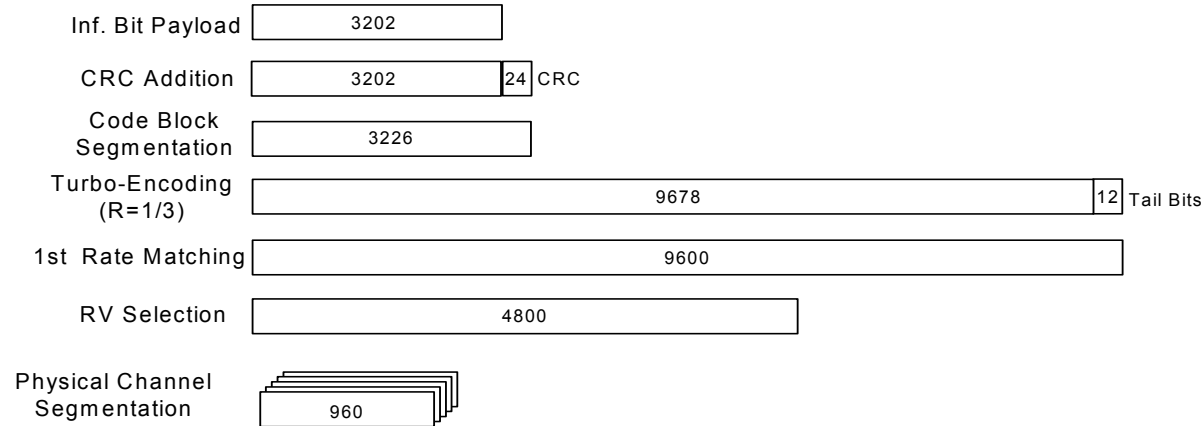 Inf. Bit Payload 3202
CRC Addition 3202 24 CRC
Code Block
Segmentation 3226
Turbo-Encoding
(R=1/3) 9678 12 Tail Bits
1st Rate Matching 9600
RV Selection 4800
Physical Channel
Segmentation 960